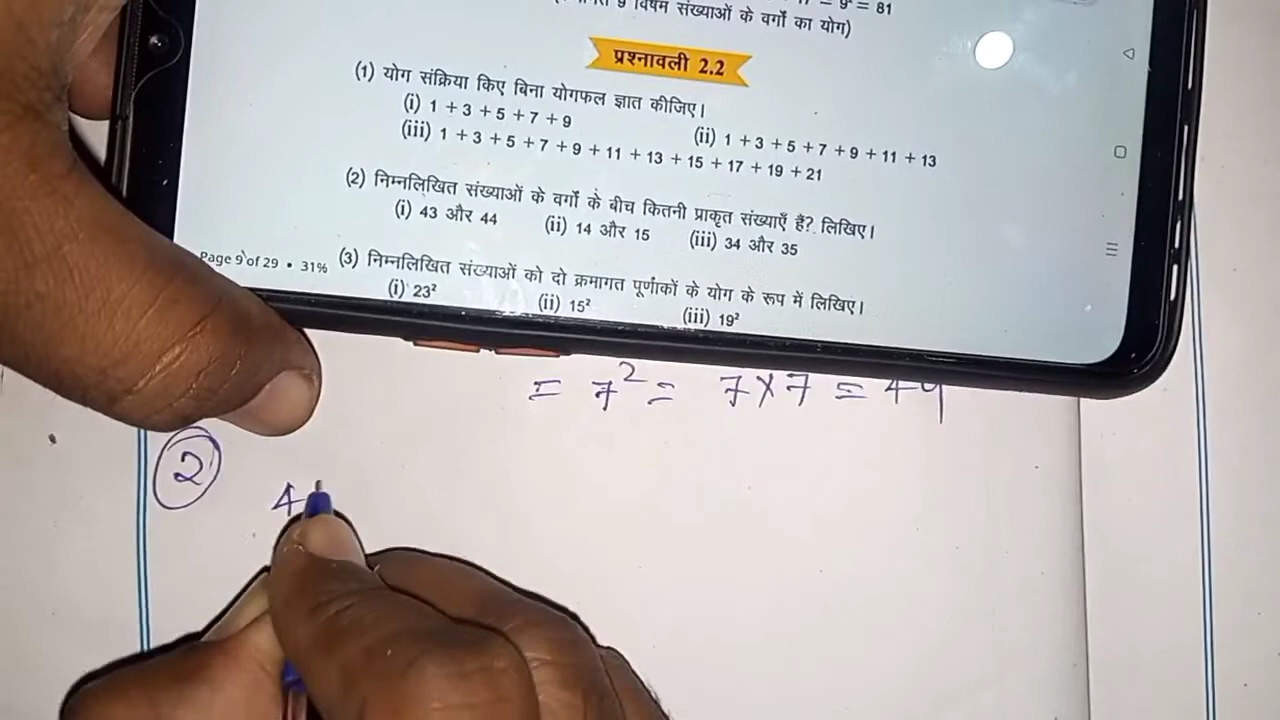 = 9² = 81
9 विषम संख्याओं के वर्गों का योग)
प्रश्नावली 2.2
(1) योग संक्रिया किए बिना योगफल ज्ञात कीजिए।
(i) 1 + 3 + 5 + 7 + 9
(ii) 1 + 3 + 5 + 7 + 9 + 11 + 13
(iii) 1 + 3 + 5 + 7 + 9 + 11 + 13 + 15 + 17 + 19 + 21
(2) निम्नलिखित संख्याओं के वर्गों के बीच कितनी प्राकृत संख्याएँ हैं? लिखिए।
(i) 43 और 44 (ii) 14 और 15 (iii) 34 और 35
Page 9 of 29 • 31%
(3) निम्नलिखित संख्याओं को दो क्रमागत पूर्णांकों के योग के रूप में लिखिए।
(i) 23² (ii) 15² (iii) 19²
= 7² = 7×7 = 49
2 4